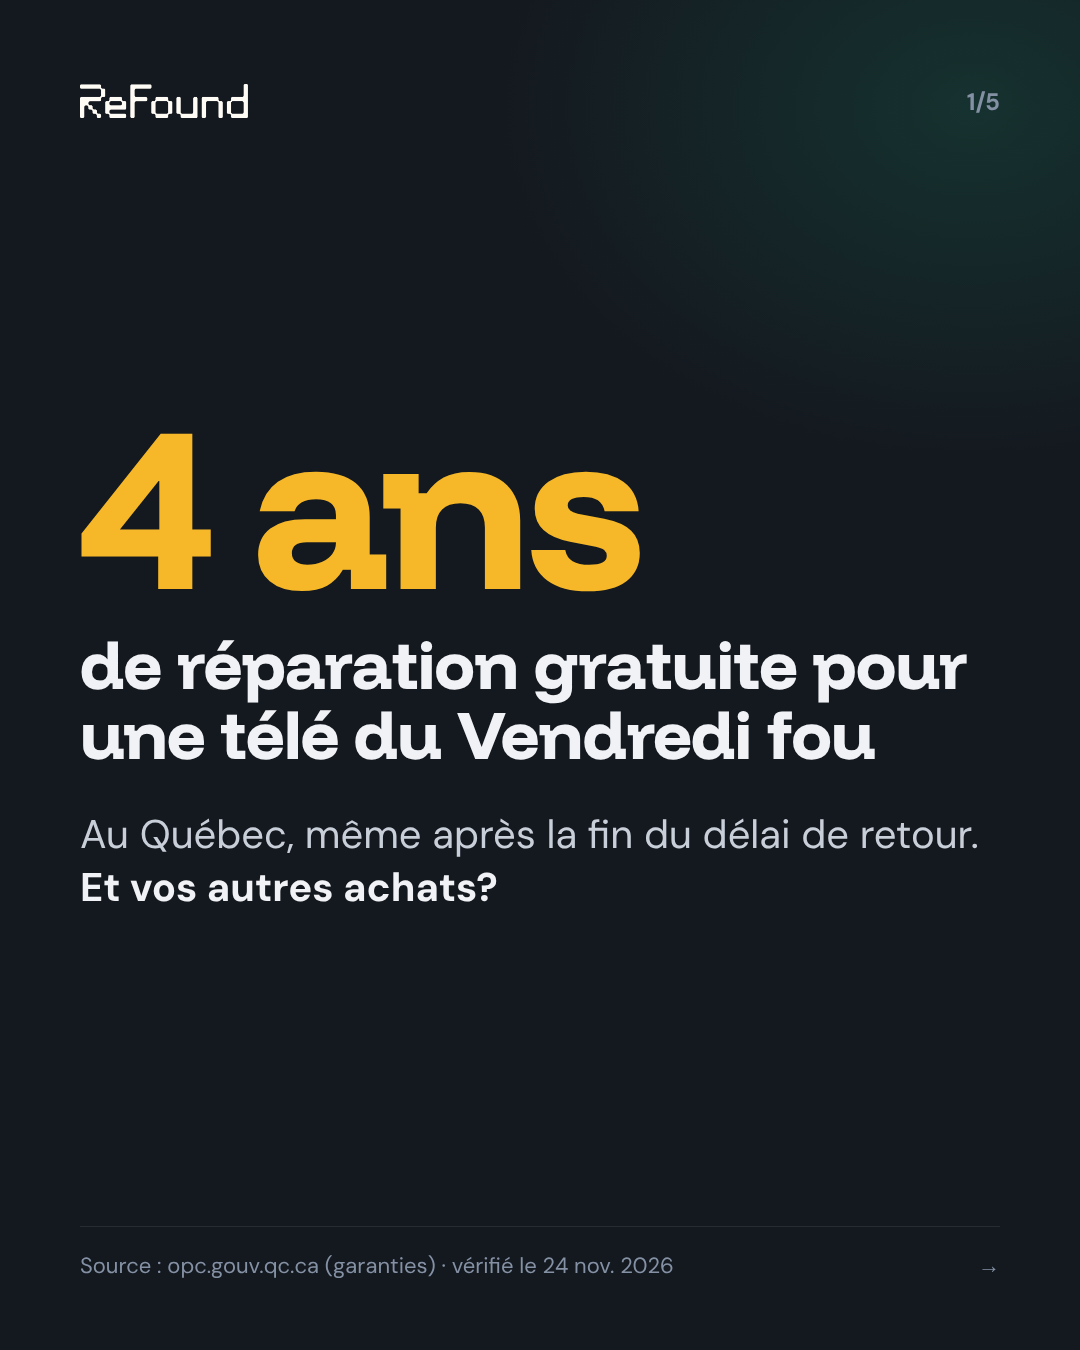 ReFound
1/5
4 ans
de réparation gratuite pour
une télé du Vendredi fou
Au Québec, même après la fin du délai de retour.
Et vos autres achats?
Source : opc.gouv.qc.ca (garanties) · vérifié le 24 nov. 2026 →